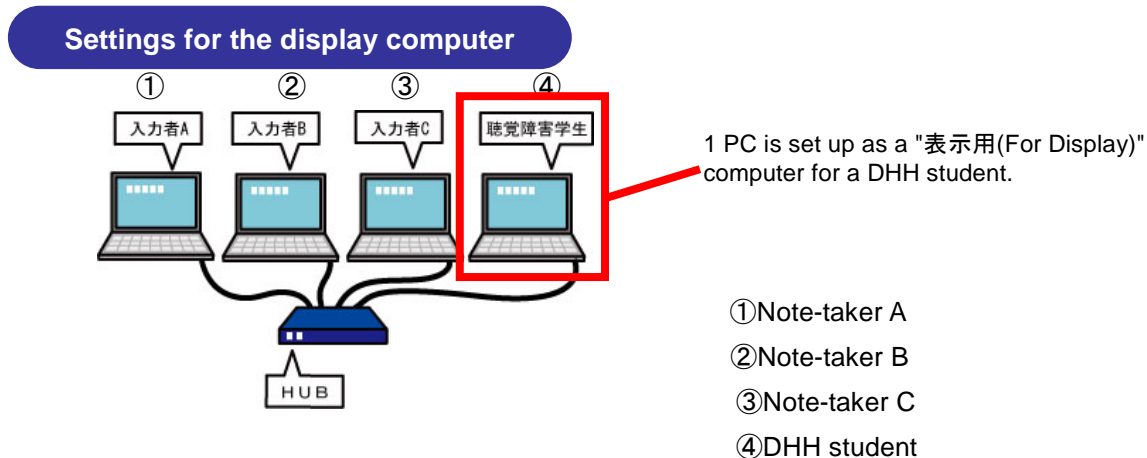 Settings for the display computer
① ② ③ ④
入力者A 入力者B 入力者C 聴覚障害学生
1 PC is set up as a "表示用(For Display)"
computer for a DHH student.
HUB
①Note-taker A
②Note-taker B
③Note-taker C
④DHH student